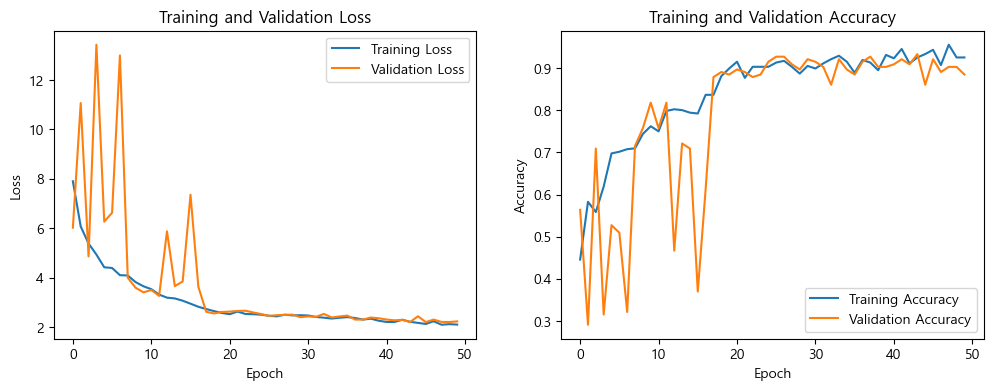 Training and Validation Loss
Training Loss
Validation Loss
Loss
12
10
8
6
4
2
0
10
20
30
40
50
Epoch
Training and Validation Accuracy
Accuracy
0.9
0.8
0.7
0.6
0.5
0.4
0.3
Training Accuracy
Validation Accuracy
0
10
20
30
40
50
Epoch